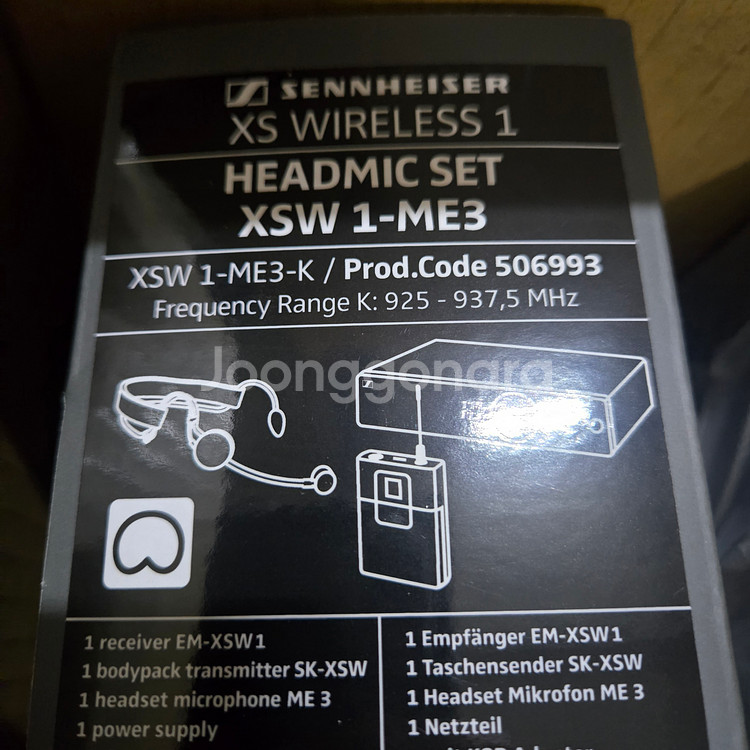 SENNHEISER
XS WIRELESS 1
HEADMIC SET
XSW 1-ME3
XSW 1-ME3-K / Prod.Code 506993
Frequency Range K: 925 - 937,5 MHz
Joonggonara
1 receiver EM-XSW1
1 bodypack transmitter SK-XSW
1 headset microphone ME 3
1 power supply
1 Empfänger EM-XSW1
1 Taschensender SK-XSW
1 Headset Mikrofon ME 3
1 Netzteil